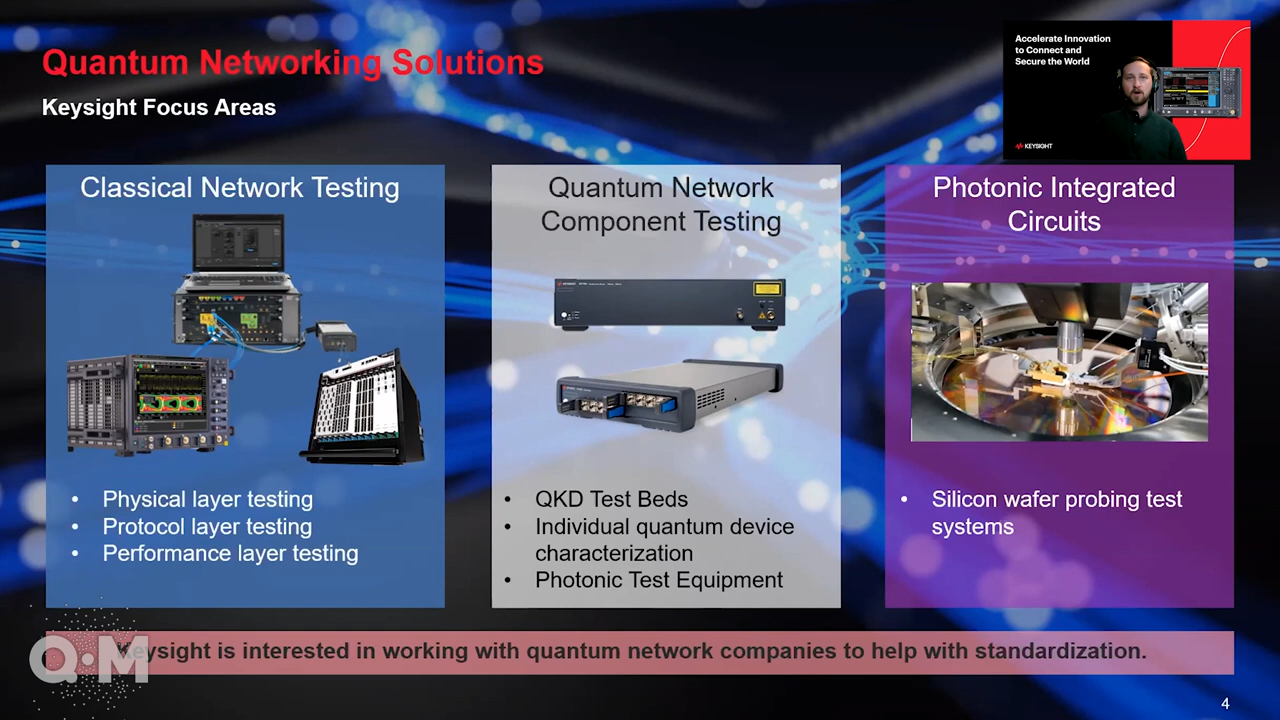 Quantum Networking Solutions
Keysight Focus Areas
Accelerate Innovation
to Connect and
Secure the World
KEYSIGHT
Classical Network Testing
• Physical layer testing
• Protocol layer testing
• Performance layer testing
Quantum Network
Component Testing
KEYSIGHT
• QKD Test Beds
• Individual quantum device
characterization
• Photonic Test Equipment
Photonic Integrated
Circuits
• Silicon wafer probing test
systems
Keysight is interested in working with quantum network companies to help with standardization.
Q·M
4